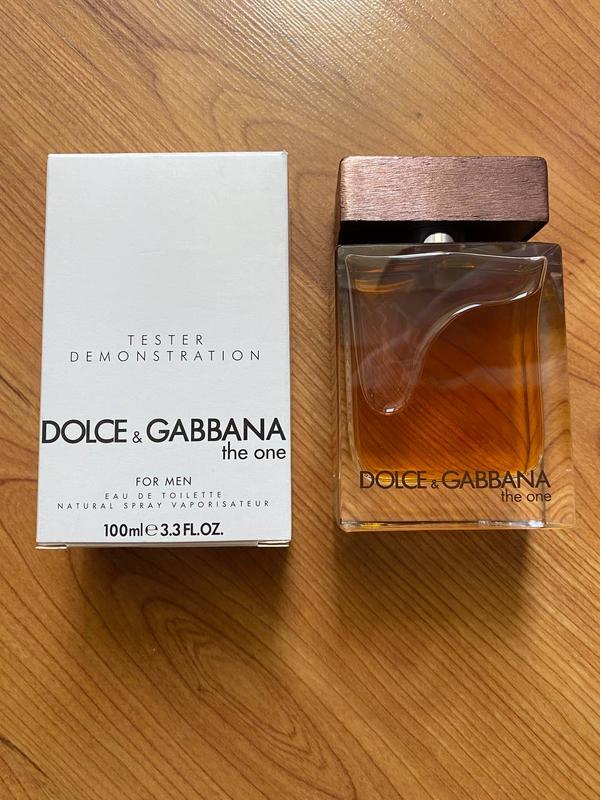 TESTER
DEMONSTRATION
DOLCE & GABBANA
the one
FOR MEN
EAU DE TOILETTE
NATURAL SPRAY VAPORISATEUR
100ml℮3.3 FL.OZ.
DOLCE & GABBANA
the one